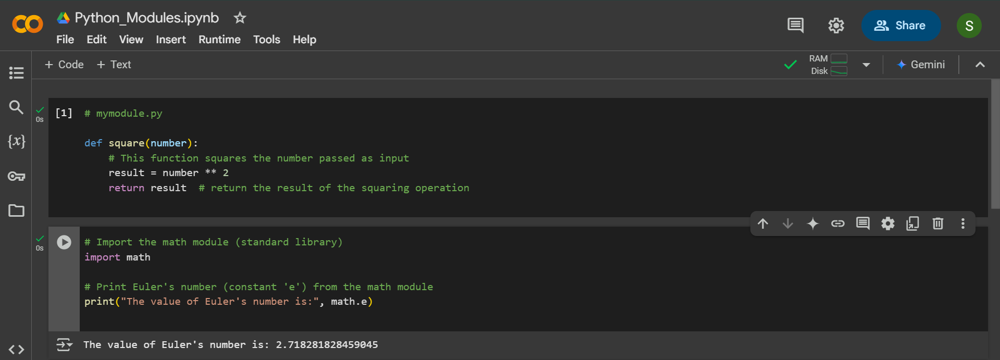 Python_Modules.ipynb
File Edit View Insert Runtime Tools Help
Share
S
+ Code + Text
RAM
Disk
Gemini
0s
[1] # mymodule.py
def square(number):
    # This function squares the number passed as input
    result = number ** 2
    return result  # return the result of the squaring operation
{x}
0s
# Import the math module (standard library)
import math
# Print Euler's number (constant 'e') from the math module
print("The value of Euler's number is:", math.e)
The value of Euler's number is: 2.718281828459045